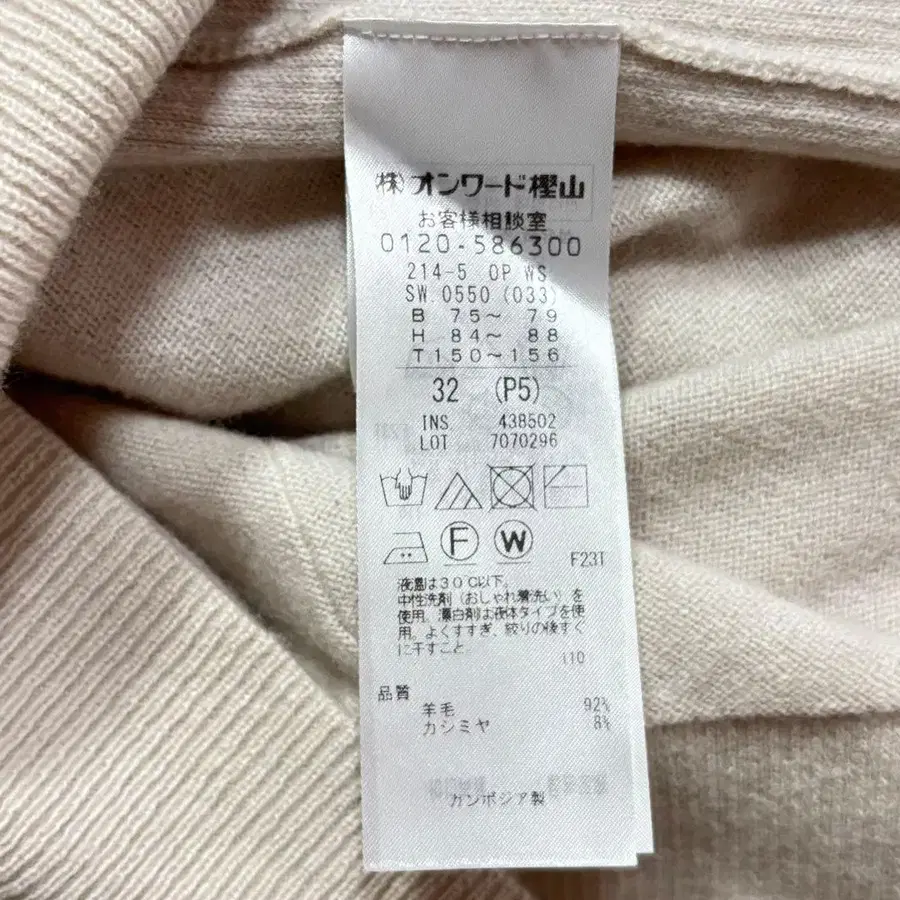 (株)オンワード樫山
お客様相談室
0120-586300
214-5 OP WS
SW 0550 (033)
B 75~ 79
H 84~ 88
T150~156
32 (P5)
INS. 438502
LOT 7070296
F W
F23T
液温は30℃以下。
中性洗剤(おしゃれ着洗い)を
使用。漂白剤は液体タイプを使
用。よくすすぎ、絞りの後すぐ
に干すこと。
i10
品質
羊毛 92%
カシミヤ 8%
カンボジア製